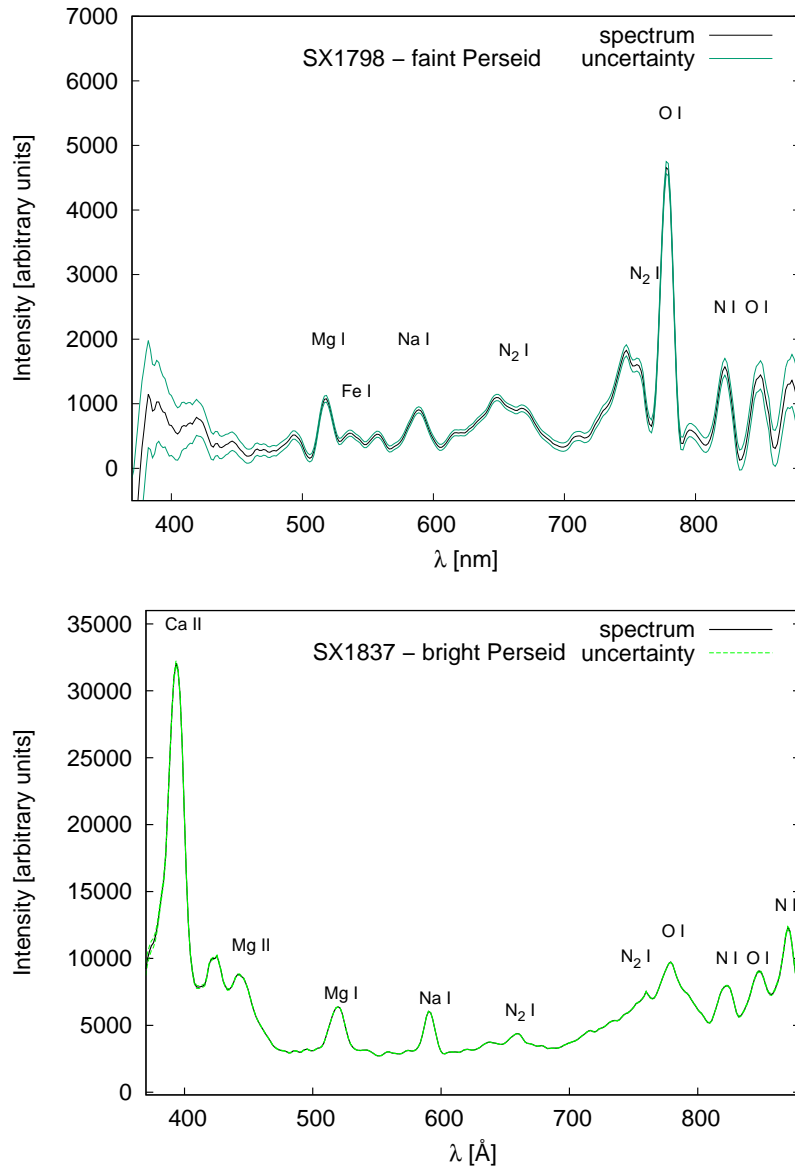 7000
6000
5000
4000
3000
2000
1000
0
Intensity [arbitrary units]
SX1798 – faint Perseid
spectrum
uncertainty
O I
N₂ I
N I O I
Mg I
Na I
N₂ I
Fe I
400 500 600 700 800
λ [nm]
35000
30000
25000
20000
15000
10000
5000
0
Intensity [arbitrary units]
Ca II
SX1837 – bright Perseid
spectrum
uncertainty
N I
O I
Mg II
N₂ I
N I O I
Mg I
Na I
N₂ I
400 500 600 700 800
λ [Å]